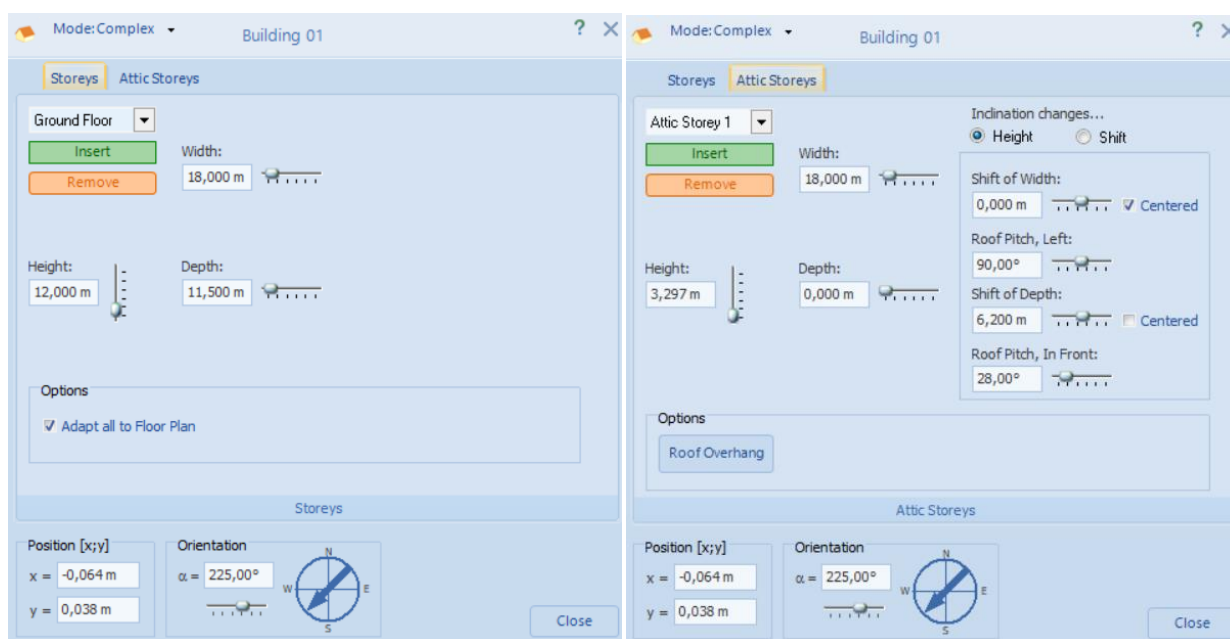 Mode: Complex
Building 01
?
Storeys Attic Storeys
Ground Floor
Insert
Remove
Width:
18,000 m
Height:
12,000 m
Depth:
11,500 m
Options
Adapt all to Floor Plan
Storeys
Position [x;y]
x = -0,064 m
y = 0,038 m
Orientation
α = 225,00°
N
W E
S
Close
Mode: Complex
Building 01
?
Storeys Attic Storeys
Attic Storey 1
Insert
Remove
Width:
18,000 m
Height:
3,297 m
Depth:
0,000 m
Inclination changes...
Height Shift
Shift of Width:
0,000 m Centered
Roof Pitch, Left:
90,00°
Shift of Depth:
6,200 m Centered
Roof Pitch, In Front:
28,00°
Options
Roof Overhang
Attic Storeys
Position [x;y]
x = -0,064 m
y = 0,038 m
Orientation
α = 225,00°
N
W E
S
Close